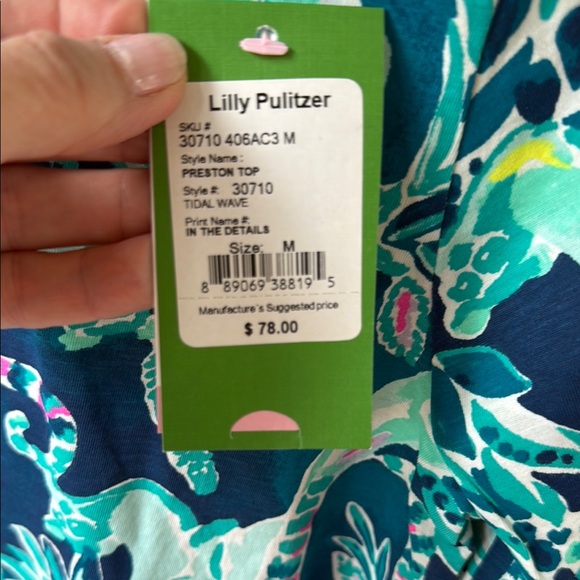 Lilly Pulitzer
SKU #
30710 406AC3 M
Style Name :
PRESTON TOP
Style #: 30710
TIDAL WAVE
Print Name #:
IN THE DETAILS
Size: M
8 89069 38819 5
Manufacture's Suggested price
$ 78.00